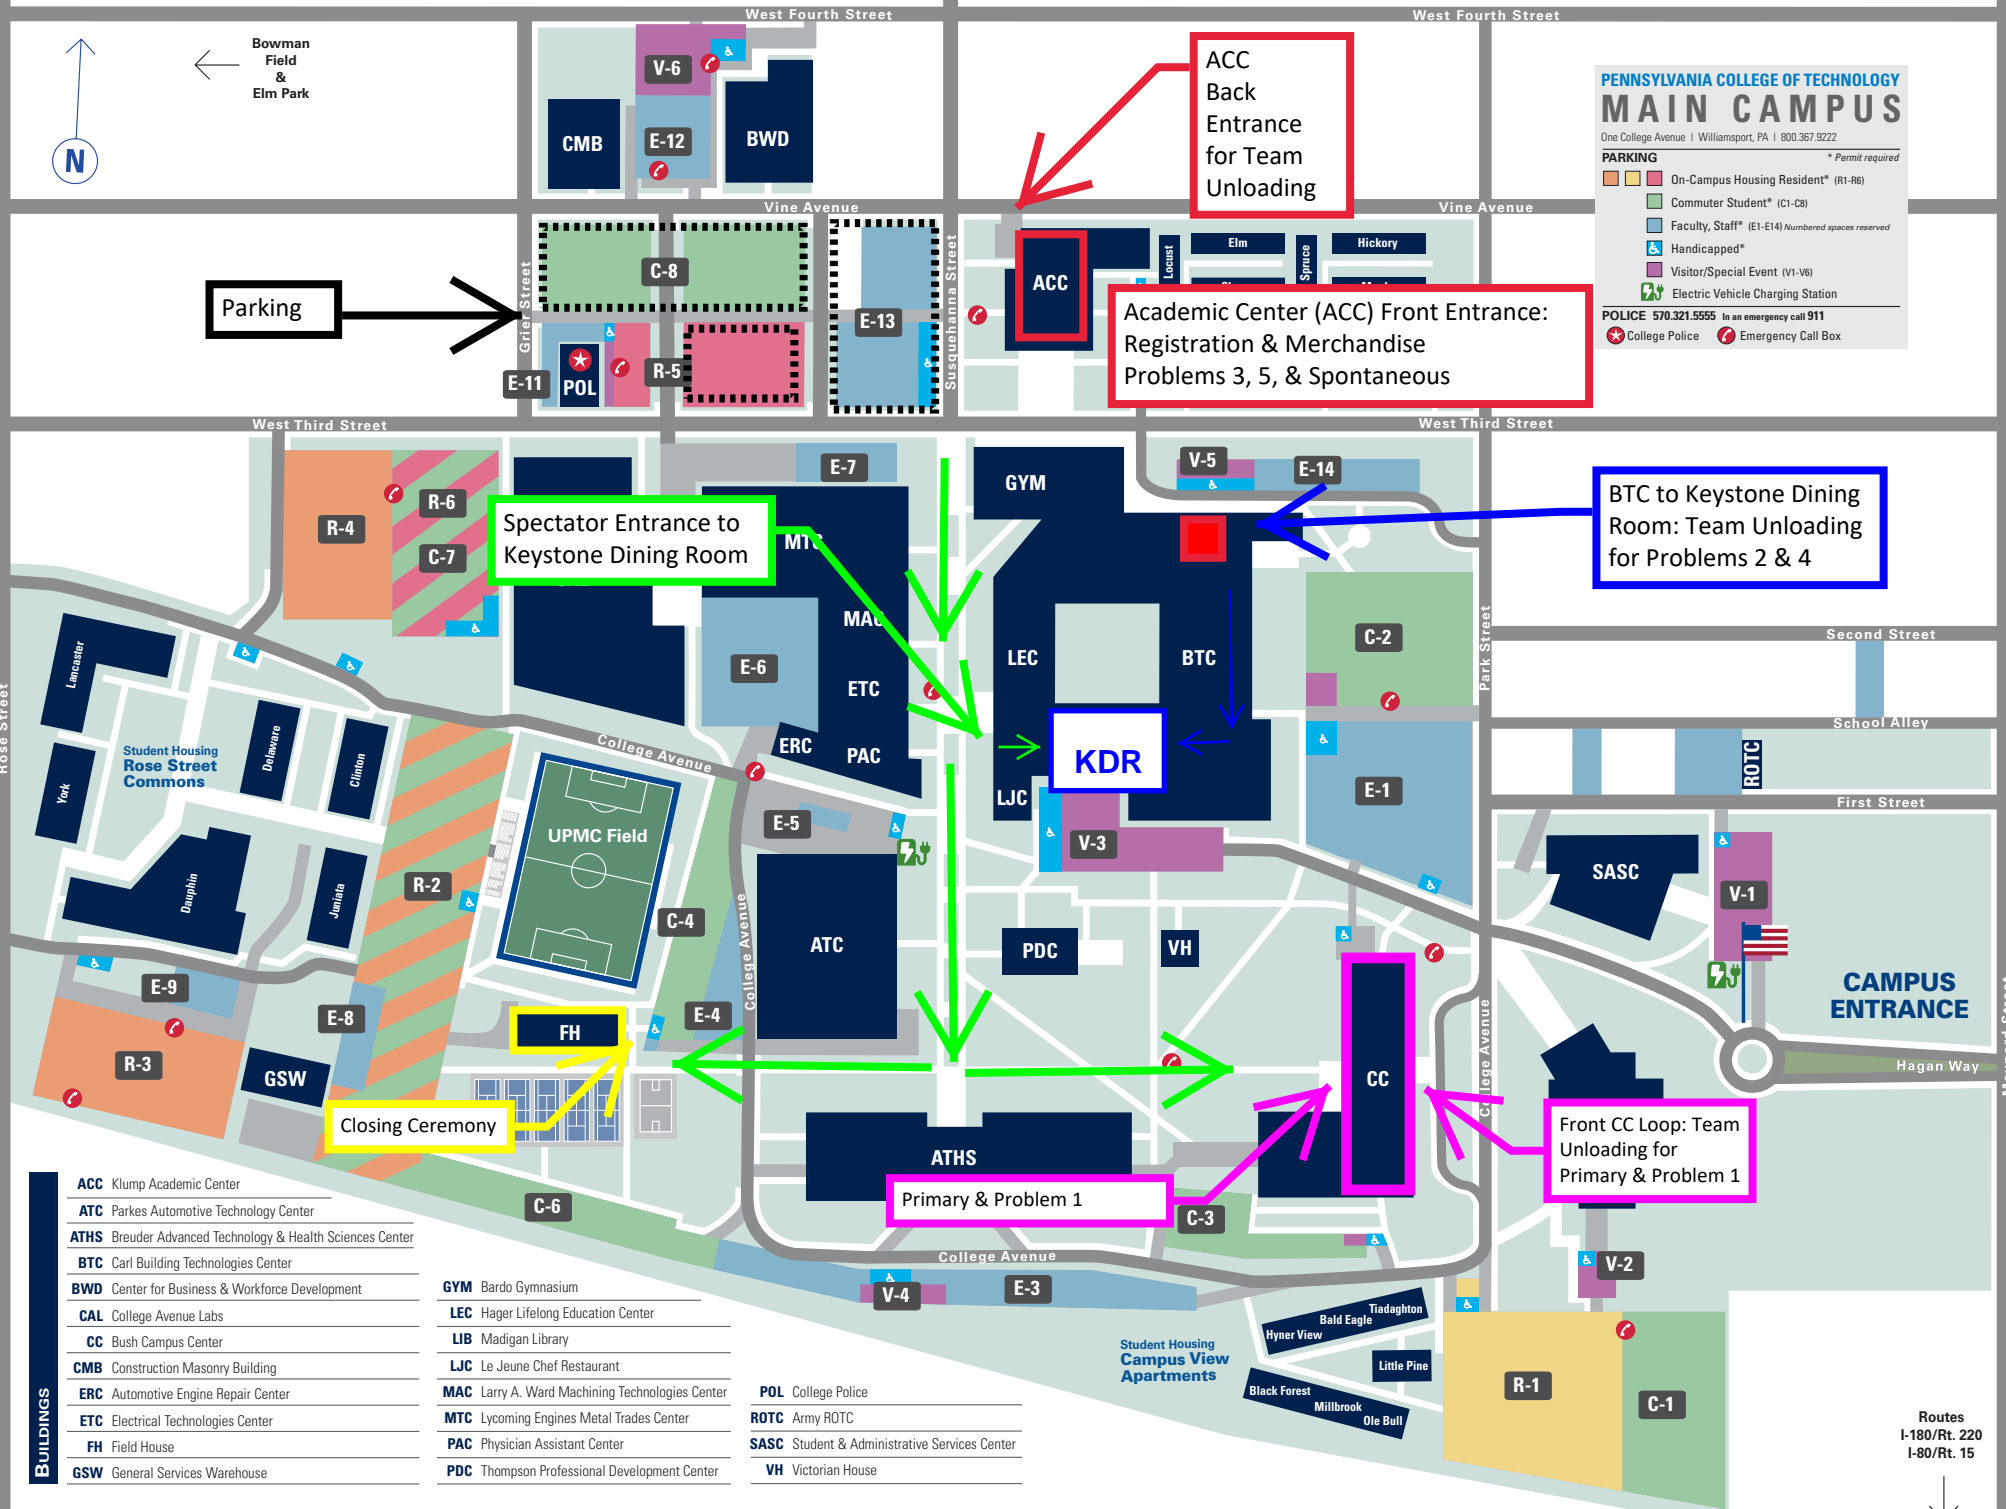 West Fourth Street
West Fourth Street
Bowman
Field
&
Elm Park
N
V-6
E-12
CMB
BWD
ACC
Back
Entrance
for Team
Unloading
PENNSYLVANIA COLLEGE OF TECHNOLOGY
MAIN CAMPUS
One College Avenue | Williamsport, PA | 800.367.9222
PARKING
* Permit required
On-Campus Housing Resident* (R1-R6)
Commuter Student* (C1-C8)
Faculty, Staff* (E1-E14) Numbered spaces reserved
Handicapped*
Visitor/Special Event (V1-V6)
Electric Vehicle Charging Station
POLICE 570.321.5555 In an emergency call 911
College Police
Emergency Call Box
Vine Avenue
Vine Avenue
Grier Street
Susquehanna Street
C-8
E-13
Parking
E-11
POL
R-5
ACC
Locust
Elm
Spruce
Hickory
Academic Center (ACC) Front Entrance:
Registration & Merchandise
Problems 3, 5, & Spontaneous
West Third Street
West Third Street
E-7
GYM
V-5
E-14
R-4
R-6
C-7
Spectator Entrance to
Keystone Dining Room
MTC
BTC to Keystone Dining
Room: Team Unloading
for Problems 2 & 4
MAC
E-6
ETC
LEC
BTC
C-2
Park Street
Second Street
School Alley
ROTC
First Street
Rose Street
Lancaster
York
Delaware
Clinton
Student Housing
Rose Street
Commons
Dauphin
Juniata
College Avenue
ERC
PAC
KDR
LJC
E-1
UPMC Field
E-5
V-3
R-2
C-4
ATC
PDC
VH
SASC
V-1
CAMPUS
ENTRANCE
College Avenue
College Avenue
E-9
E-8
E-4
FH
R-3
GSW
CC
Hagan Way
Closing Ceremony
ATHS
Primary & Problem 1
Front CC Loop: Team
Unloading for
Primary & Problem 1
C-6
C-3
College Avenue
V-4
E-3
V-2
Tiadaghton
Bald Eagle
Hyner View
Little Pine
Student Housing
Campus View
Apartments
Black Forest
Millbrook
Ole Bull
R-1
C-1
Routes
I-180/Rt. 220
I-80/Rt. 15
BUILDINGS
ACC Klump Academic Center
ATC Parkes Automotive Technology Center
ATHS Breuder Advanced Technology & Health Sciences Center
BTC Carl Building Technologies Center
BWD Center for Business & Workforce Development
CAL College Avenue Labs
CC Bush Campus Center
CMB Construction Masonry Building
ERC Automotive Engine Repair Center
ETC Electrical Technologies Center
FH Field House
GSW General Services Warehouse
GYM Bardo Gymnasium
LEC Hager Lifelong Education Center
LIB Madigan Library
LJC Le Jeune Chef Restaurant
MAC Larry A. Ward Machining Technologies Center
MTC Lycoming Engines Metal Trades Center
PAC Physician Assistant Center
PDC Thompson Professional Development Center
POL College Police
ROTC Army ROTC
SASC Student & Administrative Services Center
VH Victorian House